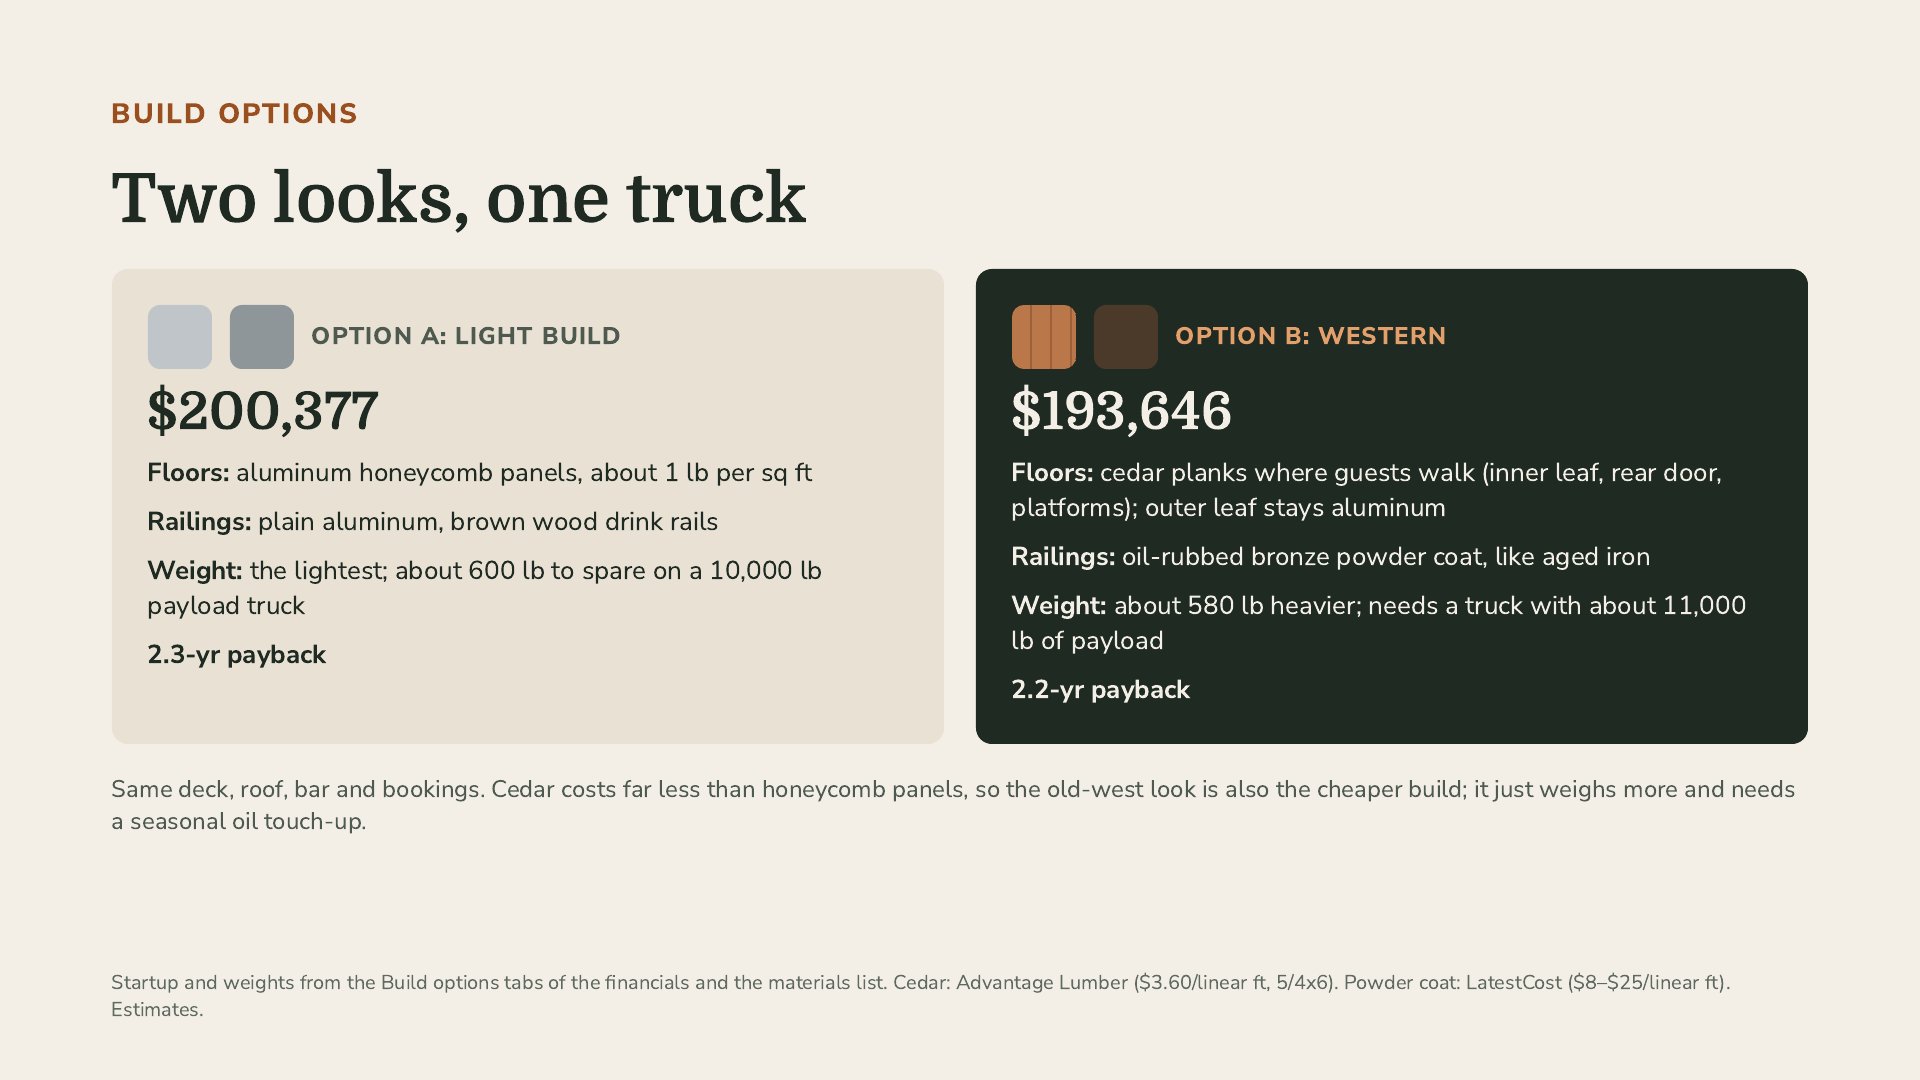 BUILD OPTIONS
Two looks, one truck
OPTION A: LIGHT BUILD
$200,377
Floors: aluminum honeycomb panels, about 1 lb per sq ft
Railings: plain aluminum, brown wood drink rails
Weight: the lightest; about 600 lb to spare on a 10,000 lb
payload truck
2.3-yr payback
OPTION B: WESTERN
$193,646
Floors: cedar planks where guests walk (inner leaf, rear door,
platforms); outer leaf stays aluminum
Railings: oil-rubbed bronze powder coat, like aged iron
Weight: about 580 lb heavier; needs a truck with about 11,000
lb of payload
2.2-yr payback
Same deck, roof, bar and bookings. Cedar costs far less than honeycomb panels, so the old-west look is also the cheaper build; it just weighs more and needs
a seasonal oil touch-up.
Startup and weights from the Build options tabs of the financials and the materials list. Cedar: Advantage Lumber ($3.60/linear ft, 5/4x6). Powder coat: LatestCost ($8–$25/linear ft).
Estimates.